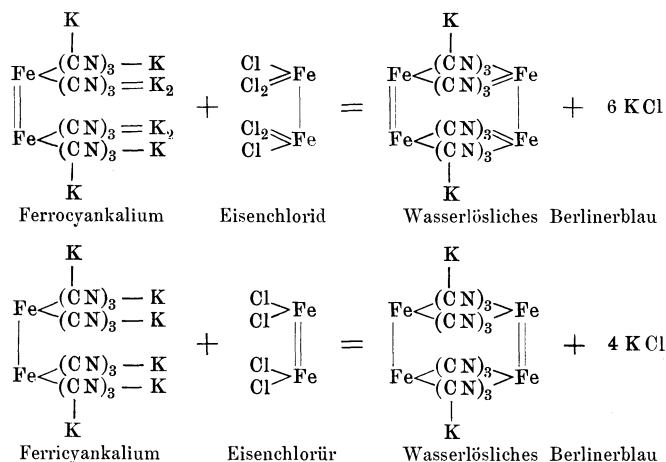 K K
(CN)₃ — K Cl (CN)₃
Fe< Cl₂ Fe Fe< Fe
(CN)₃ = K₂ (CN)₃
+ = + 6 KCl
(CN)₃ = K₂ Cl₂ (CN)₃
Fe< Cl Fe Fe< Fe
(CN)₃ — K (CN)₃
K K
Ferrocyankalium Eisenchlorid Wasserlösliches Berlinerblau
K K
(CN)₃ — K Cl (CN)₃
Fe< Cl >Fe Fe< >Fe
(CN)₃ — K (CN)₃
+ = + 4 KCl
(CN)₃ — K Cl (CN)₃
Fe< Cl >Fe Fe< >Fe
(CN)₃ — K (CN)₃
K K
Ferricyankalium Eisenchlorür Wasserlösliches Berlinerblau